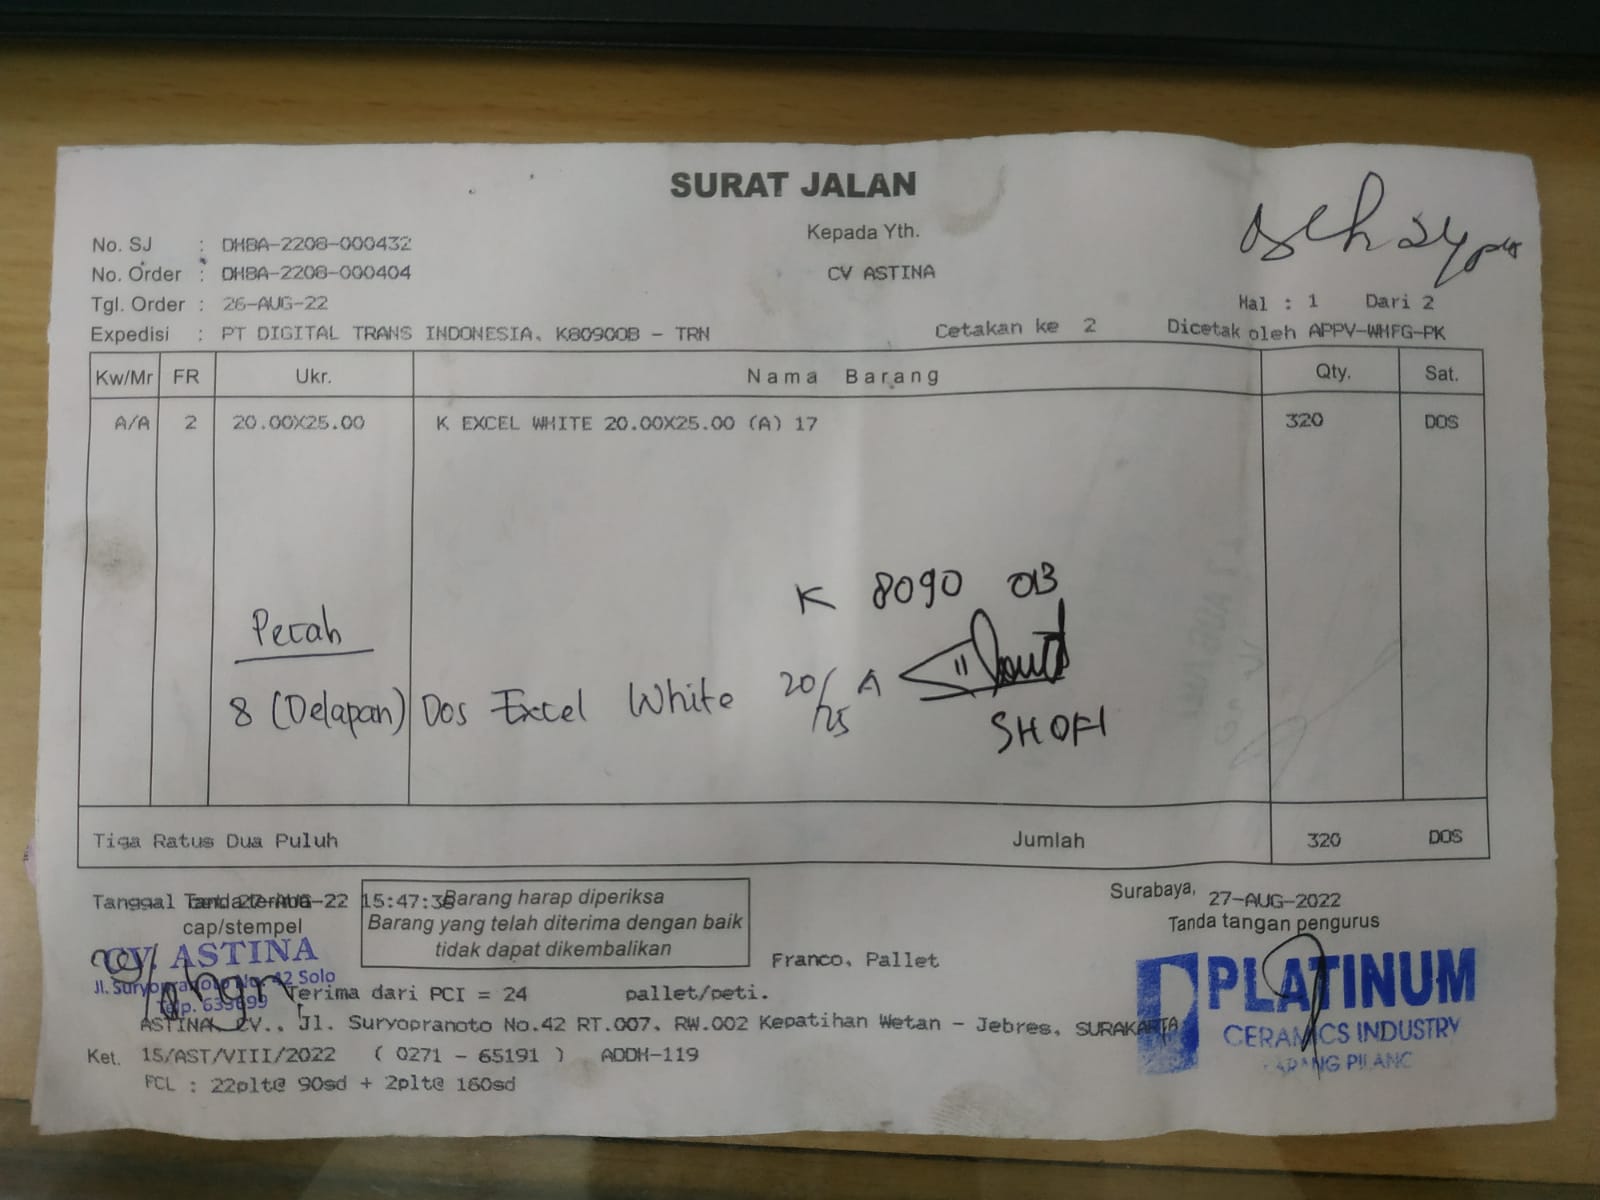 SURAT JALAN
No. SJ : DHBA-2208-000432
No. Order : DHBA-2208-000404
Tgl. Order : 26-AUG-22
Expedisi : PT DIGITAL TRANS INDONESIA. K8090OB - TRN
Kepada Yth.
CV ASTINA
Cetakan ke 2
Hal : 1 Dari 2
Dicetak oleh APPV-WHFG-PK
Kw/Mr FR Ukr. Nama Barang Qty. Sat.
A/A 2 20.00X25.00 K EXCEL WHITE 20.00X25.00 (A) 17 320 DOS
K 8090 OB
Pecah
8 (Delapan) Dos Excel White 20/25 A
SHOFI
Tiga Ratus Dua Puluh Jumlah 320 DOS
Tanggal 27-AUG-22 15:47:36
Tanda terima
cap/stempel
Barang harap diperiksa
Barang yang telah diterima dengan baik
tidak dapat dikembalikan
Surabaya, 27-AUG-2022
Tanda tangan pengurus
CV. ASTINA
Jl. Suryopranoto No. 42 Solo
Telp.
Franco. Pallet
Terima dari PCI = 24 pallet/peti.
PLATINUM
CERAMICS INDUSTRY
KARANG PILANG
ASTINA CV., Jl. Suryopranoto No.42 RT.007. RW.002 Kepatihan Wetan - Jebres. SURAKARTA
Ket. 15/AST/VIII/2022 ( 0271 - 65191 ) ADDH-119
FCL : 22plt@ 90sd + 2plt@ 160sd